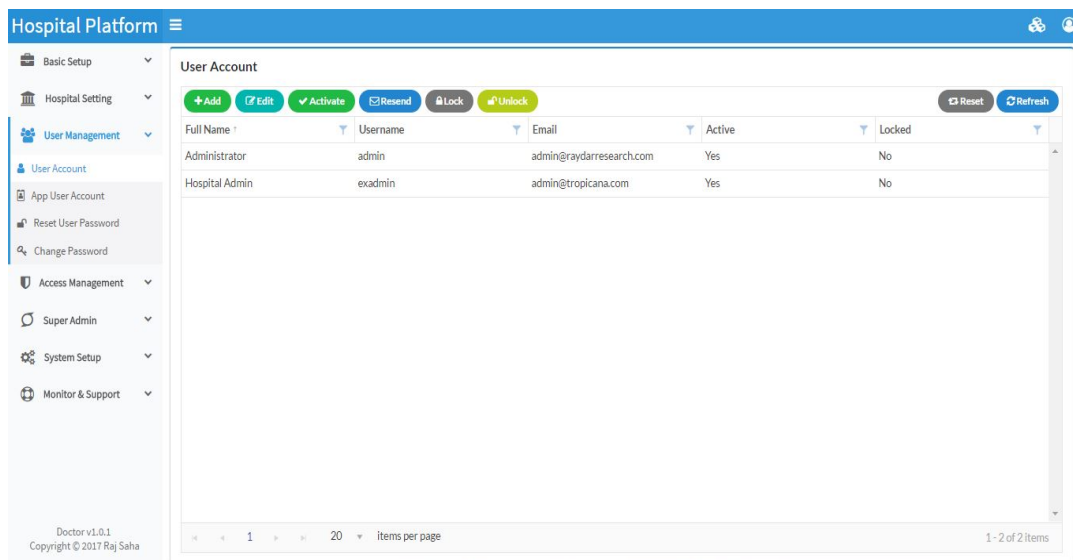 Hospital Platform
Basic Setup
Hospital Setting
User Management
User Account
App User Account
Reset User Password
Change Password
Access Management
Super Admin
System Setup
Monitor & Support
Doctor v1.0.1
Copyright © 2017 Raj Saha
User Account
Add Edit Activate Resend Lock Unlock Reset Refresh
Full Name ↑ Username Email Active Locked
Administrator admin admin@raydarresearch.com Yes No
Hospital Admin exadmin admin@tropicana.com Yes No
1 20 items per page 1 - 2 of 2 items